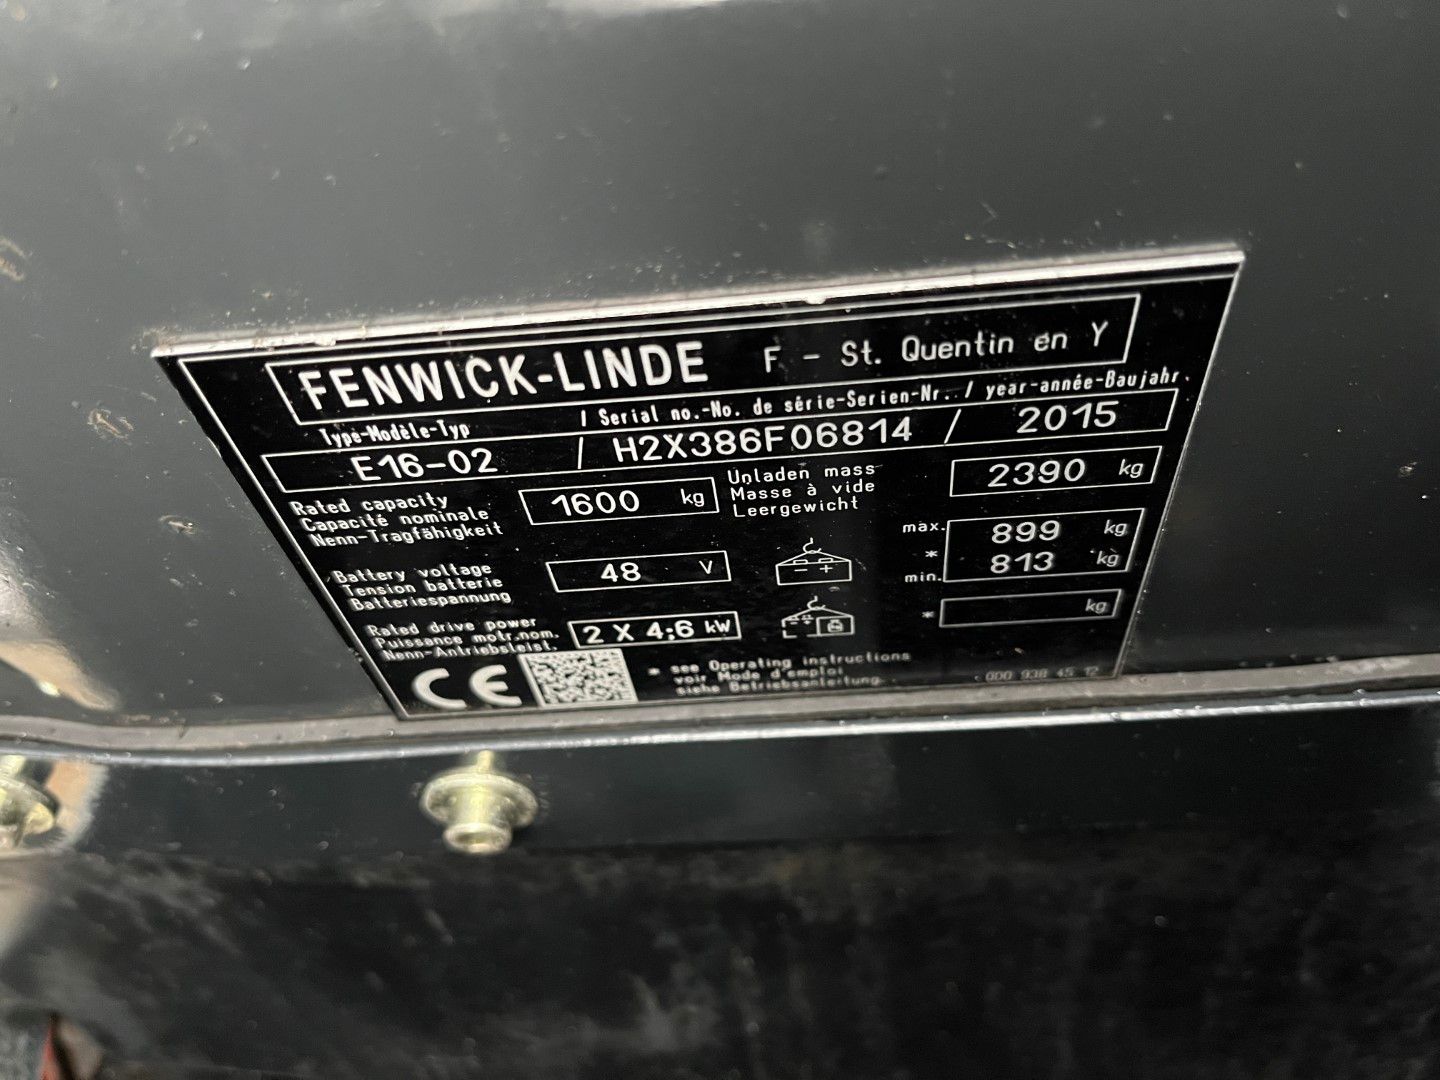 FENWICK-LINDE F - St. Quentin en Y
Type-Modèle-Typ / Serial no.-No. de série-Serien-Nr. / year-année-Baujahr
E16-02 / H2X386F06814 / 2015
Rated capacity
Capacité nominale
Nenn-Tragfähigkeit
1600 kg
Unladen mass
Masse à vide
Leergewicht
2390 kg
Battery voltage
Tension batterie
Batteriespannung
48 V
- +
max. 899 kg
*
min. 813 kg
Rated drive power
Puissance motr.nom.
Nenn-Antriebsleist.
2 X 4,6 kW
* kg
CE
* see Operating instructions
voir Mode d'emploi
siehe Betriebsanleitung
000 938 45 12